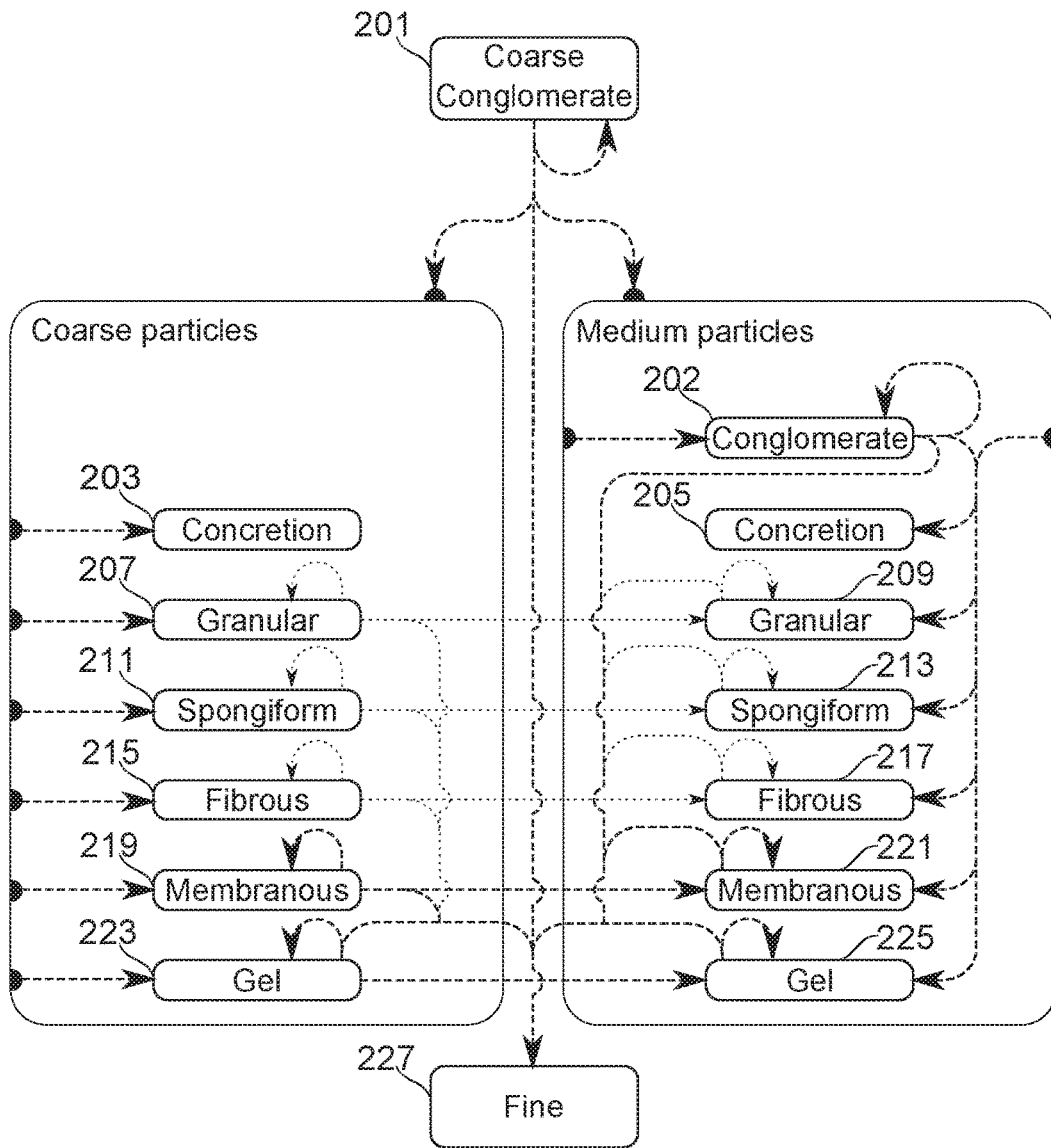 201
Coarse
Conglomerate
Coarse particles
Medium particles
202
Conglomerate
203
Concretion
205
Concretion
207
Granular
209
Granular
211
Spongiform
213
Spongiform
215
Fibrous
217
Fibrous
219
Membranous
221
Membranous
223
Gel
225
Gel
227
Fine